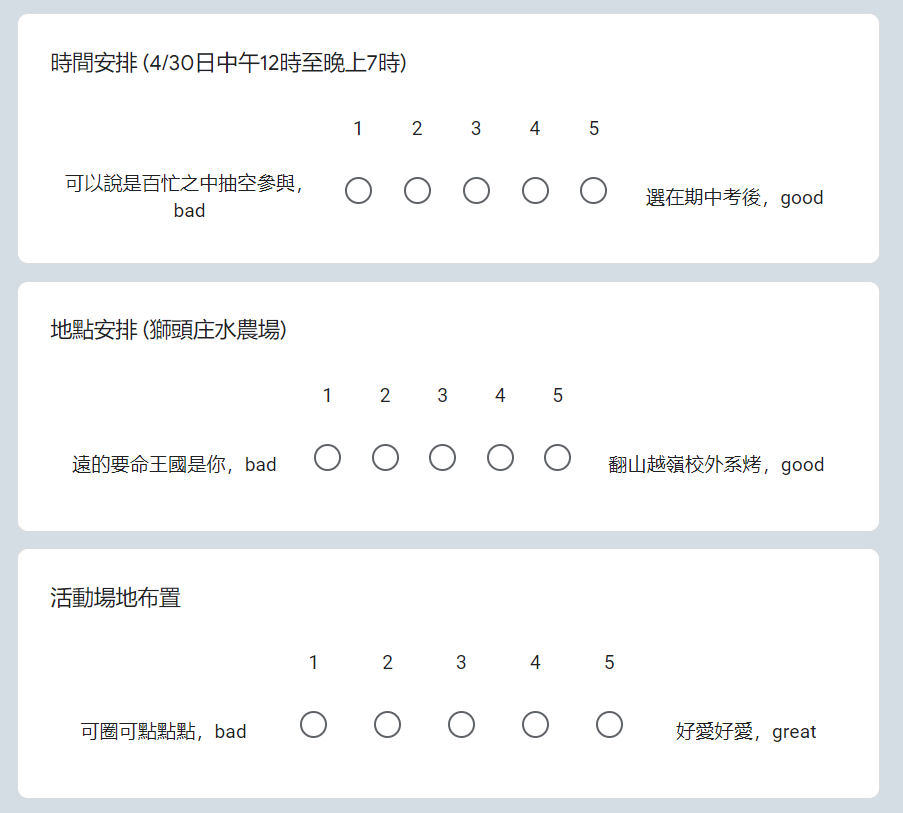 時間安排 (4/30日中午12時至晚上7時)
1 2 3 4 5
可以說是百忙之中抽空參與，
bad
選在期中考後，good
地點安排 (獅頭庄水農場)
1 2 3 4 5
遠的要命王國是你，bad
翻山越嶺校外系烤，good
活動場地布置
1 2 3 4 5
可圈可點點點，bad
好愛好愛，great